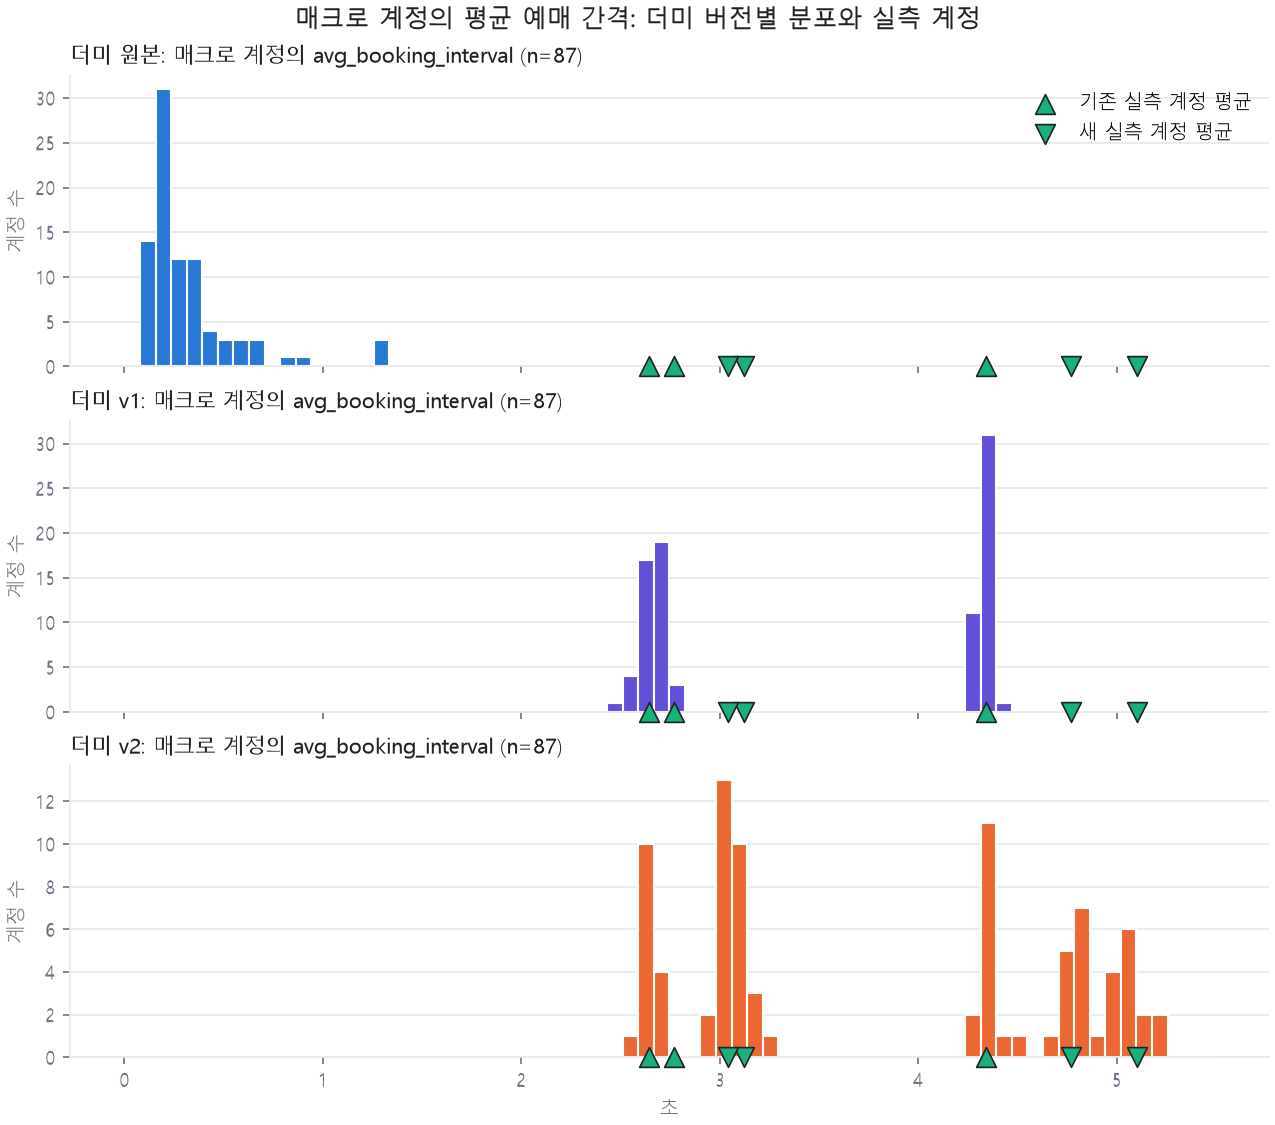 매크로 계정의 평균 예매 간격: 더미 버전별 분포와 실측 계정
더미 원본: 매크로 계정의 avg_booking_interval (n=87)
기존 실측 계정 평균
새 실측 계정 평균
계정 수
30
25
20
15
10
5
0
더미 v1: 매크로 계정의 avg_booking_interval (n=87)
계정 수
30
25
20
15
10
5
0
더미 v2: 매크로 계정의 avg_booking_interval (n=87)
계정 수
12
10
8
6
4
2
0
0 1 2 3 4 5
초